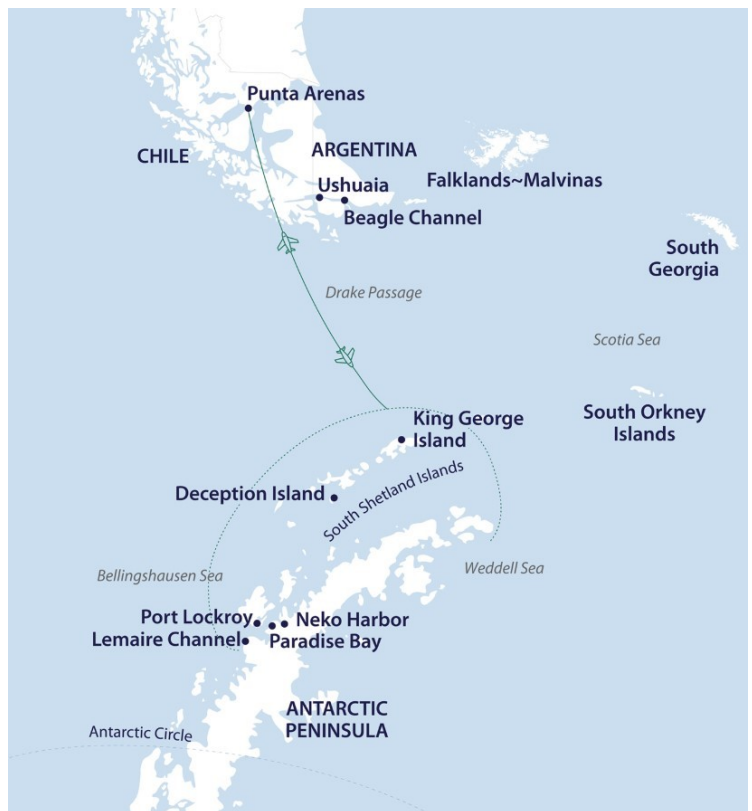 Punta Arenas
CHILE
ARGENTINA
Falklands~Malvinas
Ushuaia
Beagle Channel
South
Georgia
Drake Passage
Scotia Sea
King George
Island
South Orkney
Islands
Deception Island
South Shetland Islands
Bellingshausen Sea
Weddell Sea
Port Lockroy
Neko Harbor
Lemaire Channel
Paradise Bay
ANTARCTIC
PENINSULA
Antarctic Circle